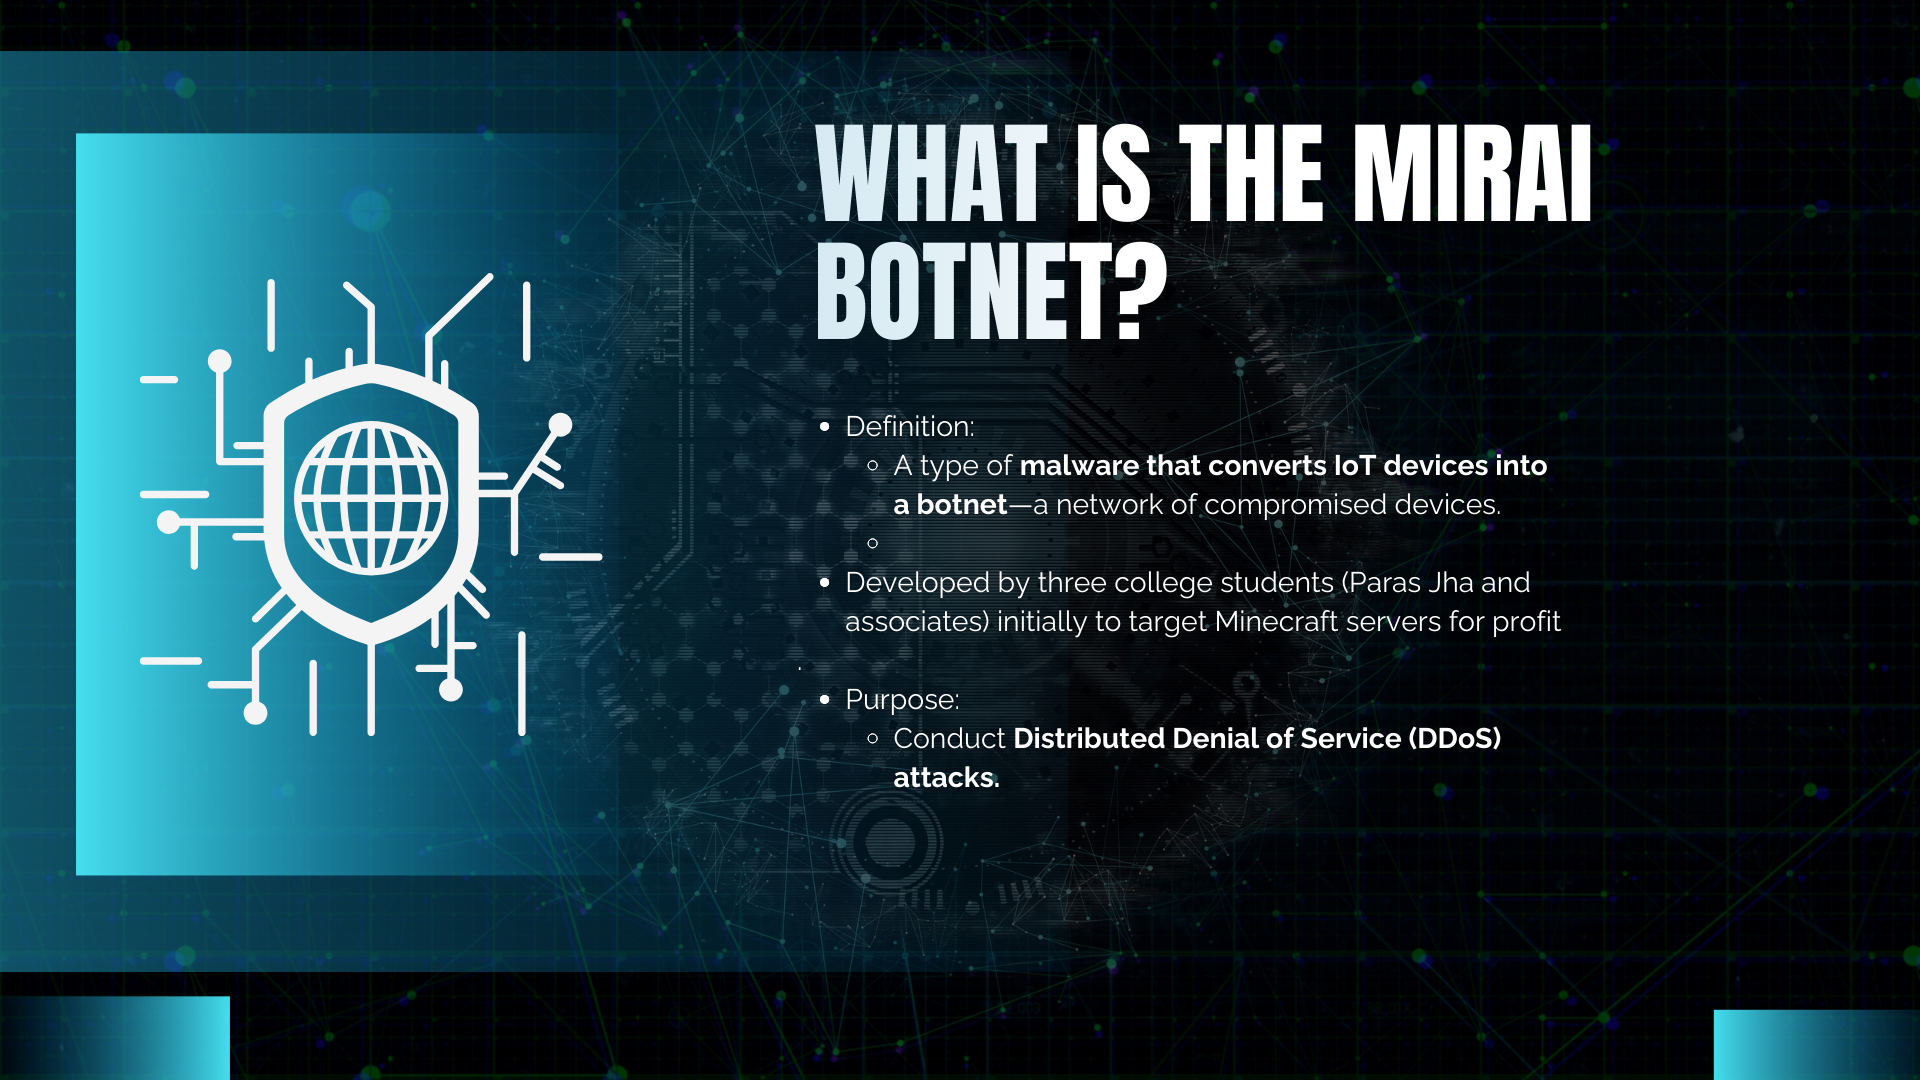 WHAT IS THE MIRAI
BOTNET?
• Definition:
○ A type of malware that converts IoT devices into
a botnet—a network of compromised devices.
○
• Developed by three college students (Paras Jha and
associates) initially to target Minecraft servers for profit
.
• Purpose:
○ Conduct Distributed Denial of Service (DDoS)
attacks.